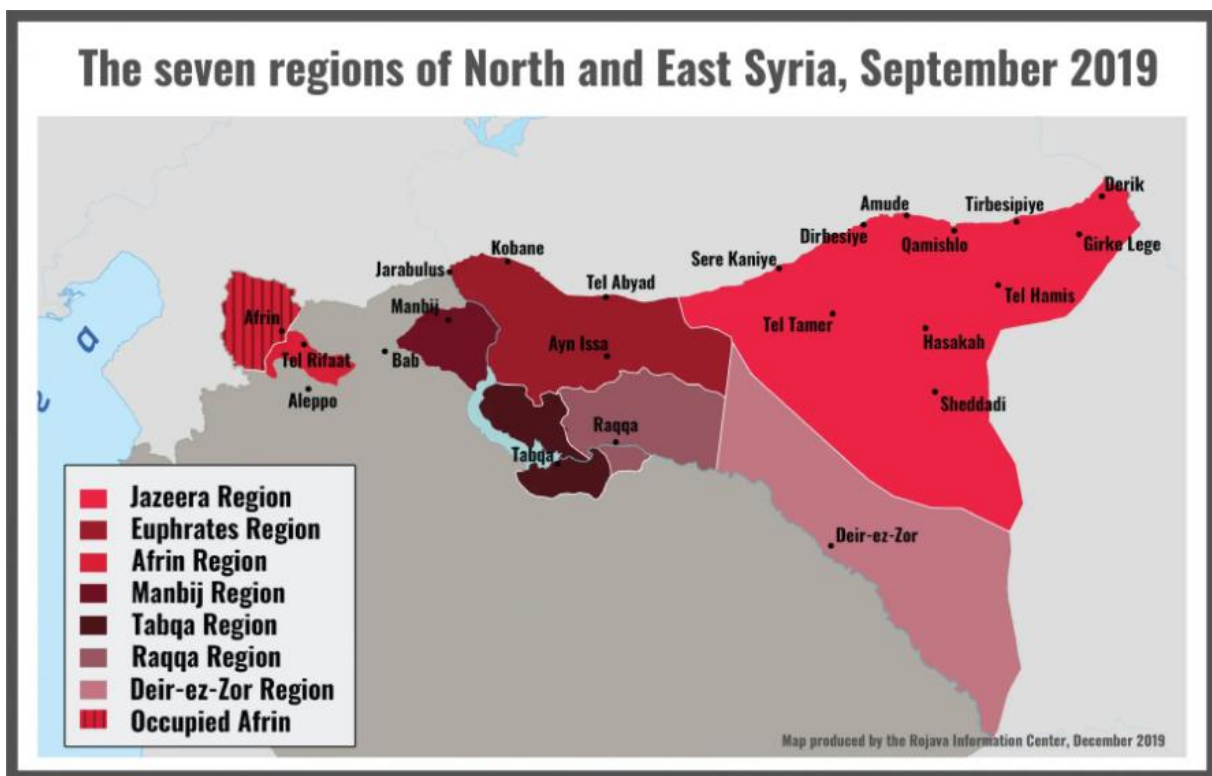 The seven regions of North and East Syria, September 2019
Derik
Amude
Tirbesipiye
Dirbesiye
Qamishlo
Girke Lege
Kobane
Sere Kaniye
Jarabulus
Tel Abyad
Tel Hamis
Manbij
Tel Tamer
Afrin
Hasakah
Tel Rifaat
Bab
Ayn Issa
Aleppo
Sheddadi
Raqqa
Tabqa
Deir-ez-Zor
Jazeera Region
Euphrates Region
Afrin Region
Manbij Region
Tabqa Region
Raqqa Region
Deir-ez-Zor Region
Occupied Afrin
Map produced by the Rojava Information Center, December 2019